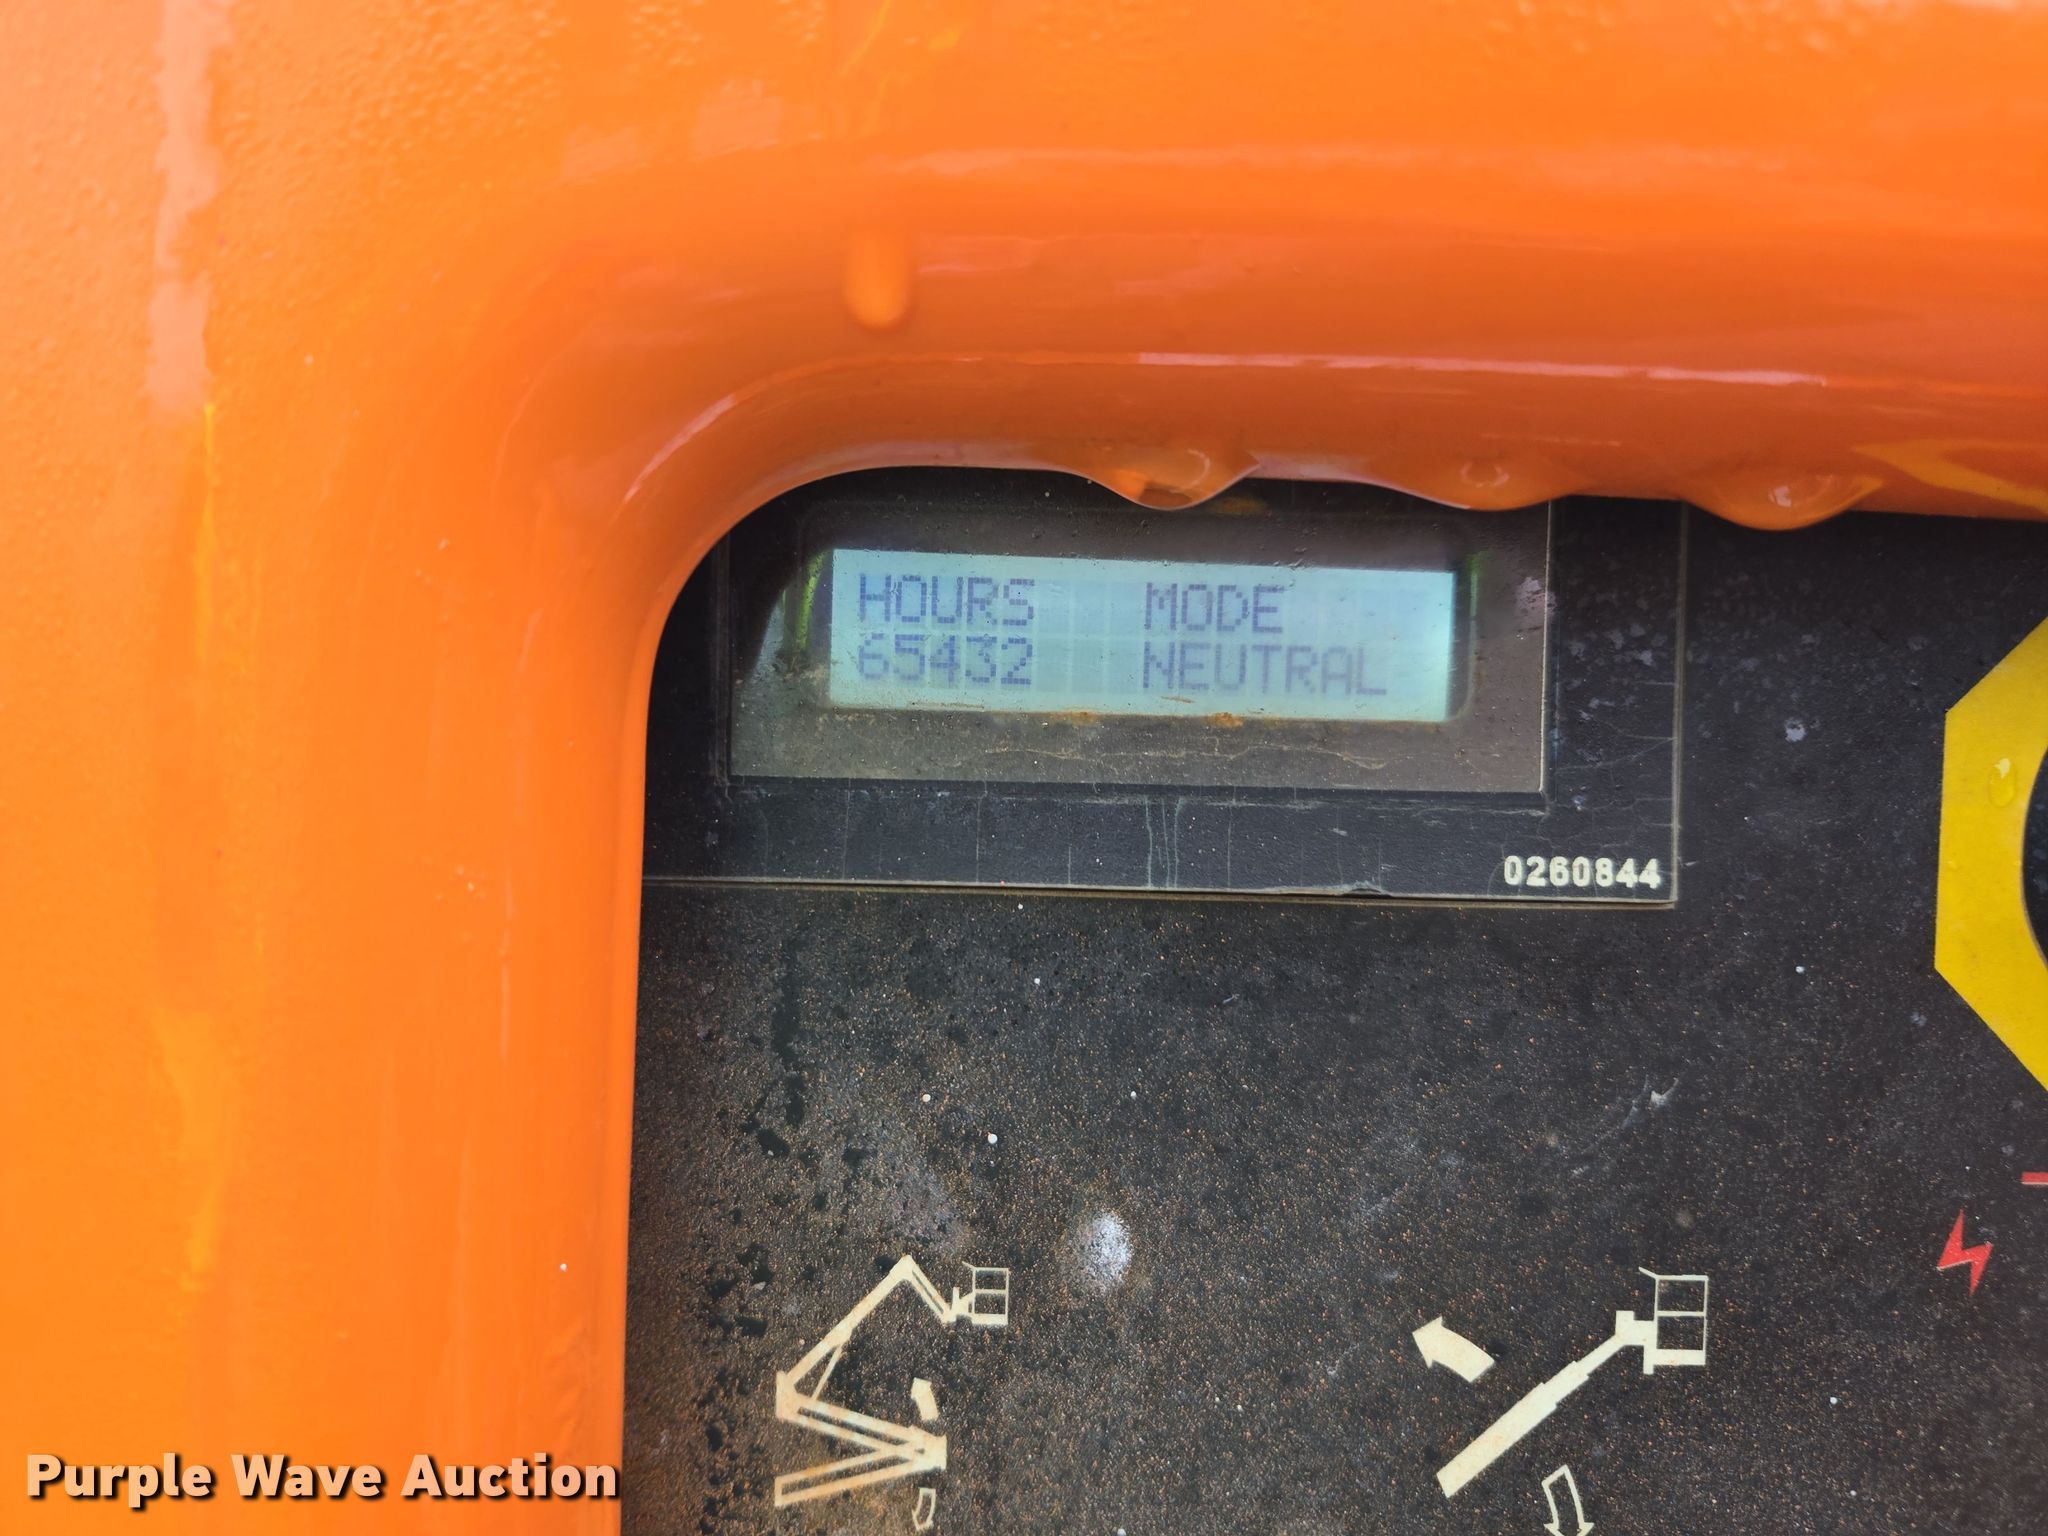 HOURS MODE
65432 NEUTRAL
0260844
Purple Wave Auction